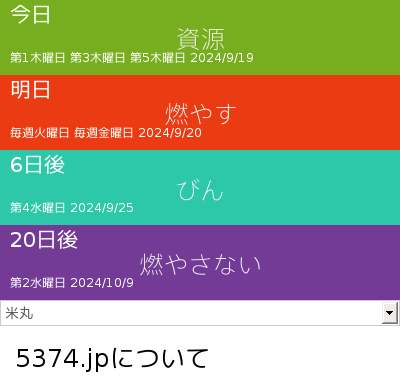 今日
資源
第1木曜日 第3木曜日 第5木曜日 2024/9/19
明日
燃やす
毎週火曜日 毎週金曜日 2024/9/20
6日後
びん
第4水曜日 2024/9/25
20日後
燃やさない
第2水曜日 2024/10/9
米丸
5374.jpについて